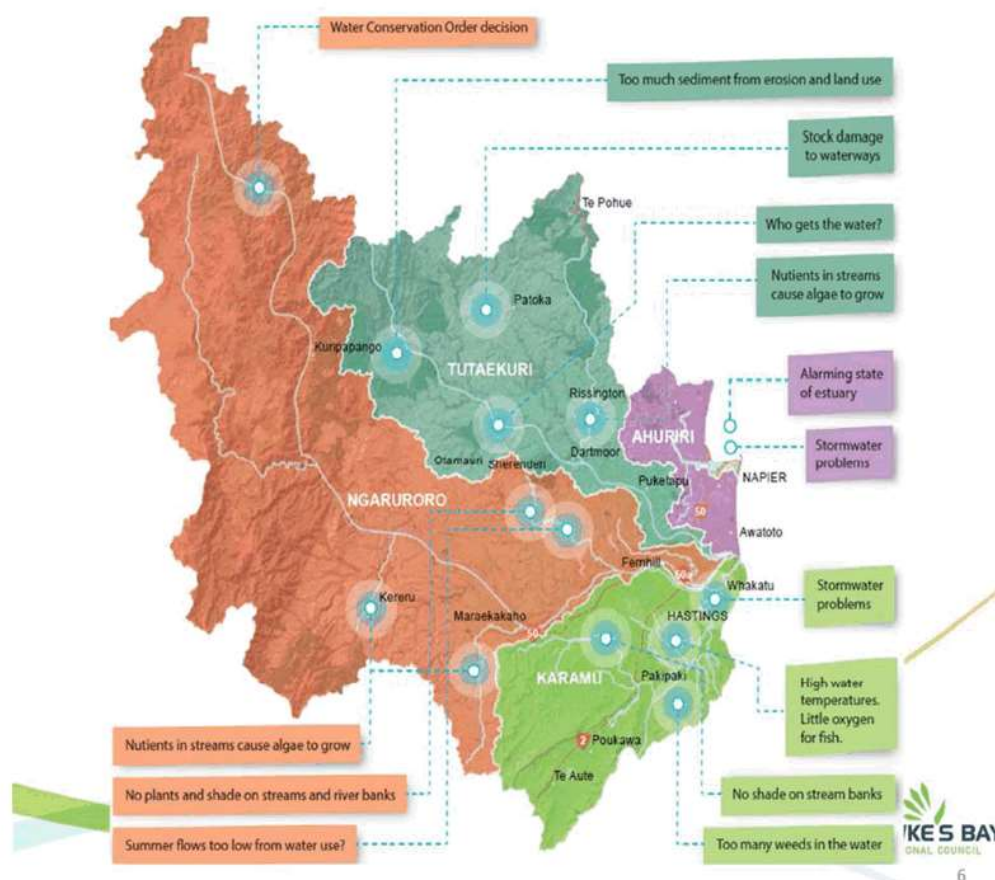 Water Conservation Order decision
Too much sediment from erosion and land use
Stock damage
to waterways
Te Pohue
Who gets the water?
Nutients in streams
cause algae to grow
Patoka
Kuripapango
TUTAEKURI
Rissington
Alarming state
of estuary
AHURIRI
Dartmoor
Stormwater
problems
Otamauri
Sherenden
NAPIER
Puketapu
NGARURORO
50
Awatoto
Fernhill
50
Whakatu
Stormwater
problems
Kereru
Maraekakaho
HASTINGS
50
KARAMU
Pakipaki
High water
temperatures.
Little oxygen
for fish.
Nutients in streams cause algae to grow
2
Poukawa
Te Aute
No plants and shade on streams and river banks
No shade on stream banks
Summer flows too low from water use?
Too many weeds in the water
KE'S BAY
ONAL COUNCIL
6